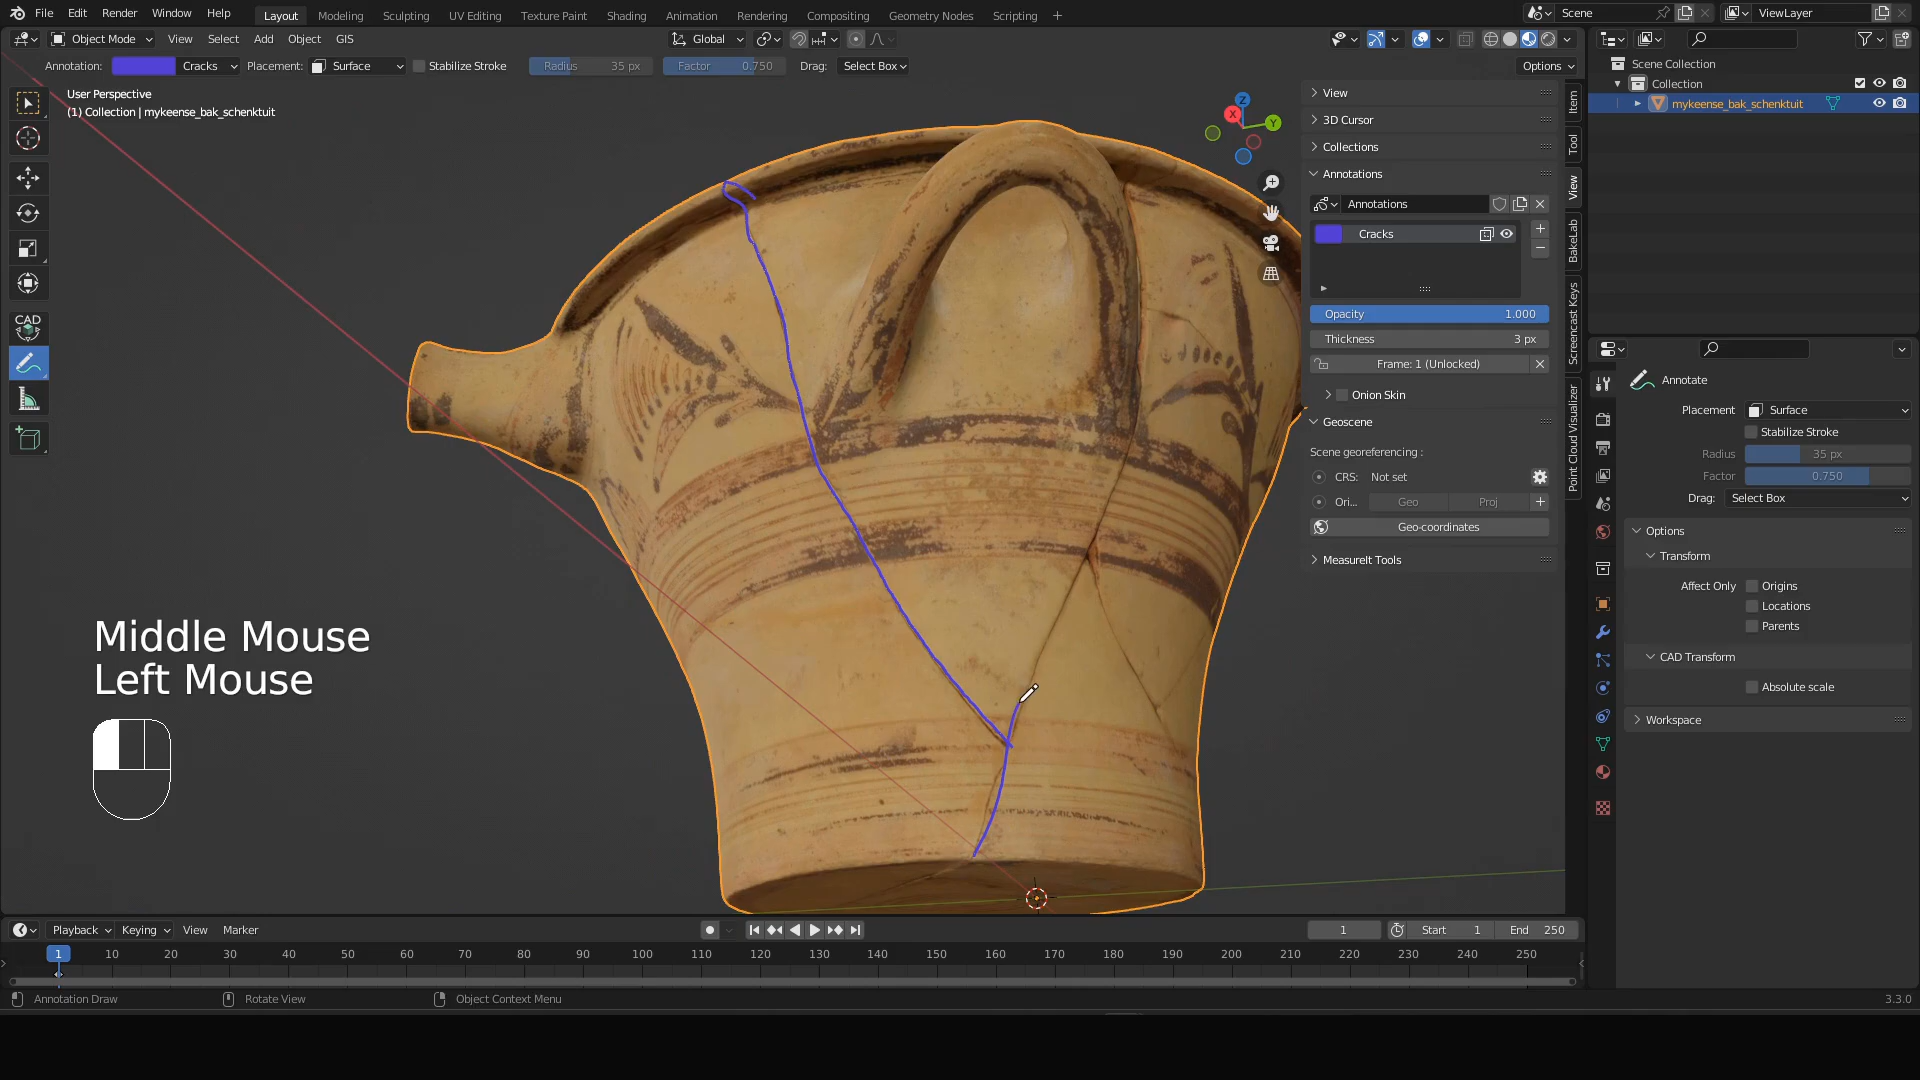 File Edit Render Window Help Layout Modeling Sculpting UV Editing Texture Paint Shading Animation Rendering Compositing Geometry Nodes Scripting + Scene ViewLayer
Object Mode View Select Add Object GIS Global
Annotation: Cracks Placement: Surface Stabilize Stroke Radius 35 px Factor 0.750 Drag: Select Box Options
User Perspective
(1) Collection | mykeense_bak_schenktuit
Z
X
Y
CAD
View
3D Cursor
Collections
Annotations
Annotations
Cracks
Opacity 1.000
Thickness 3 px
Frame: 1 (Unlocked)
Onion Skin
Geoscene
Scene georeferencing :
CRS: Not set
Ori... Geo Proj
Geo-coordinates
MeasureIt Tools
Item
Tool
View
BakeLab
Screencast Keys
Point Cloud Visualizer
Scene Collection
Collection
mykeense_bak_schenktuit
Annotate
Placement Surface
Stabilize Stroke
Radius 35 px
Factor 0.750
Drag: Select Box
Options
Transform
Affect Only Origins
Locations
Parents
CAD Transform
Absolute scale
Workspace
Middle Mouse
Left Mouse
Playback Keying View Marker 1 Start 1 End 250
1 10 20 30 40 50 60 70 80 90 100 110 120 130 140 150 160 170 180 190 200 210 220 230 240 250
Annotation Draw Rotate View Object Context Menu 3.3.0